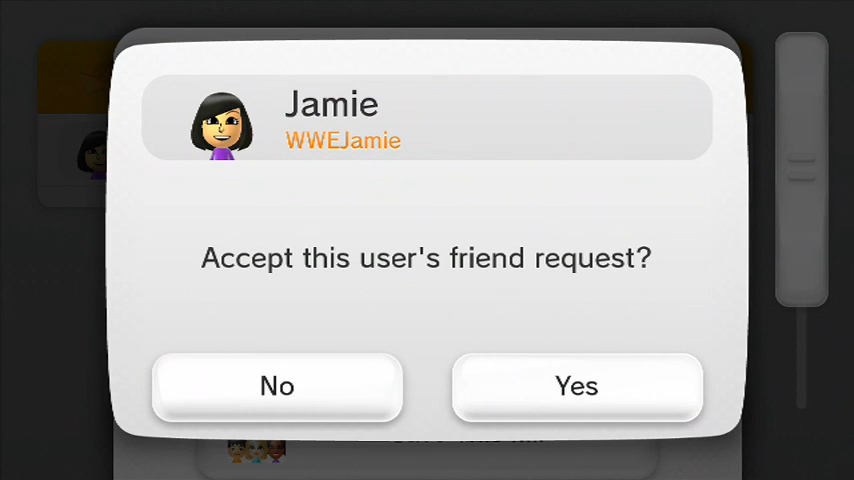 Jamie
WWEJamie
Accept this user's friend request?
No
Yes